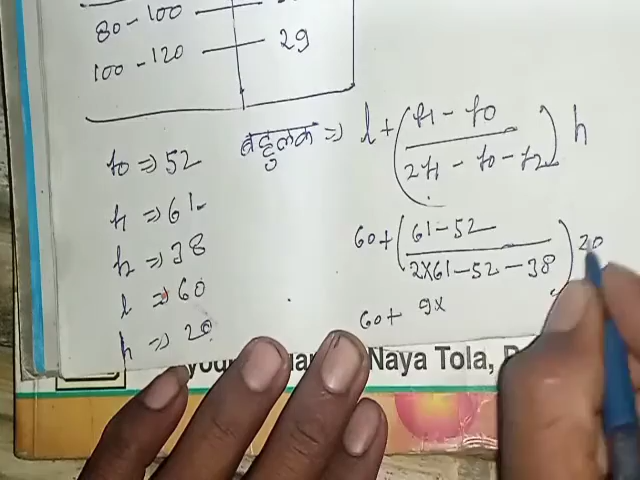 80-100
100-120 29
बहुलक => l + (f1 - f0 / 2f1 - f0 - f2) h
f0 => 52
f1 => 61
f2 => 38
l => 60
h => 20
60+ (61-52 / 2×61-52-38) 20
60+ 9×
Naya Tola,